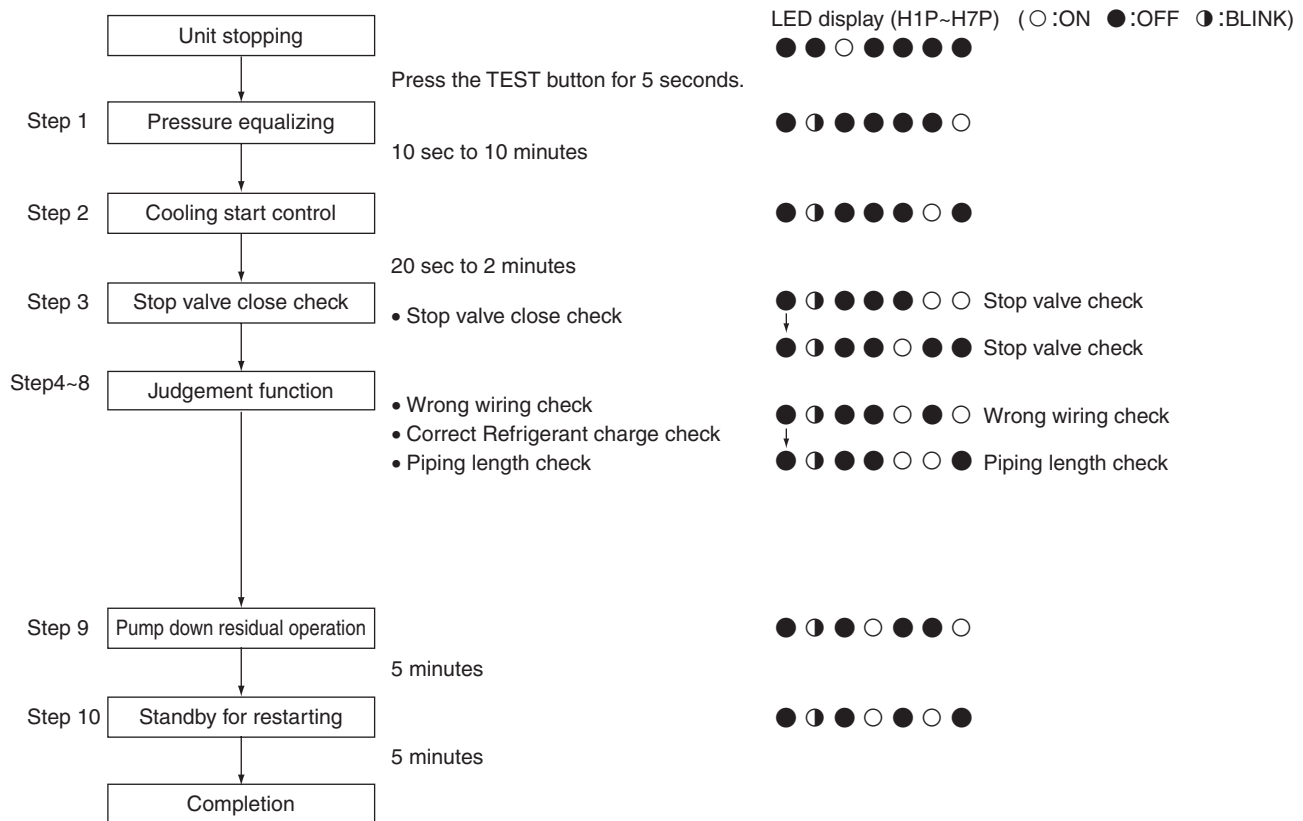 LED display (H1P~H7P) ( ○ :ON ● :OFF ◑ :BLINK)
Unit stopping
● ● ○ ● ● ● ●
Press the TEST button for 5 seconds.
Step 1 Pressure equalizing
● ◑ ● ● ● ● ○
10 sec to 10 minutes
Step 2 Cooling start control
● ◑ ● ● ● ○ ●
20 sec to 2 minutes
Step 3 Stop valve close check
• Stop valve close check
● ◑ ● ● ● ○ ○ Stop valve check
● ◑ ● ● ○ ● ● Stop valve check
Step4~8 Judgement function
• Wrong wiring check
• Correct Refrigerant charge check
• Piping length check
● ◑ ● ● ○ ● ○ Wrong wiring check
● ◑ ● ● ○ ○ ● Piping length check
Step 9 Pump down residual operation
● ◑ ● ○ ● ● ○
5 minutes
Step 10 Standby for restarting
● ◑ ● ○ ● ○ ●
5 minutes
Completion